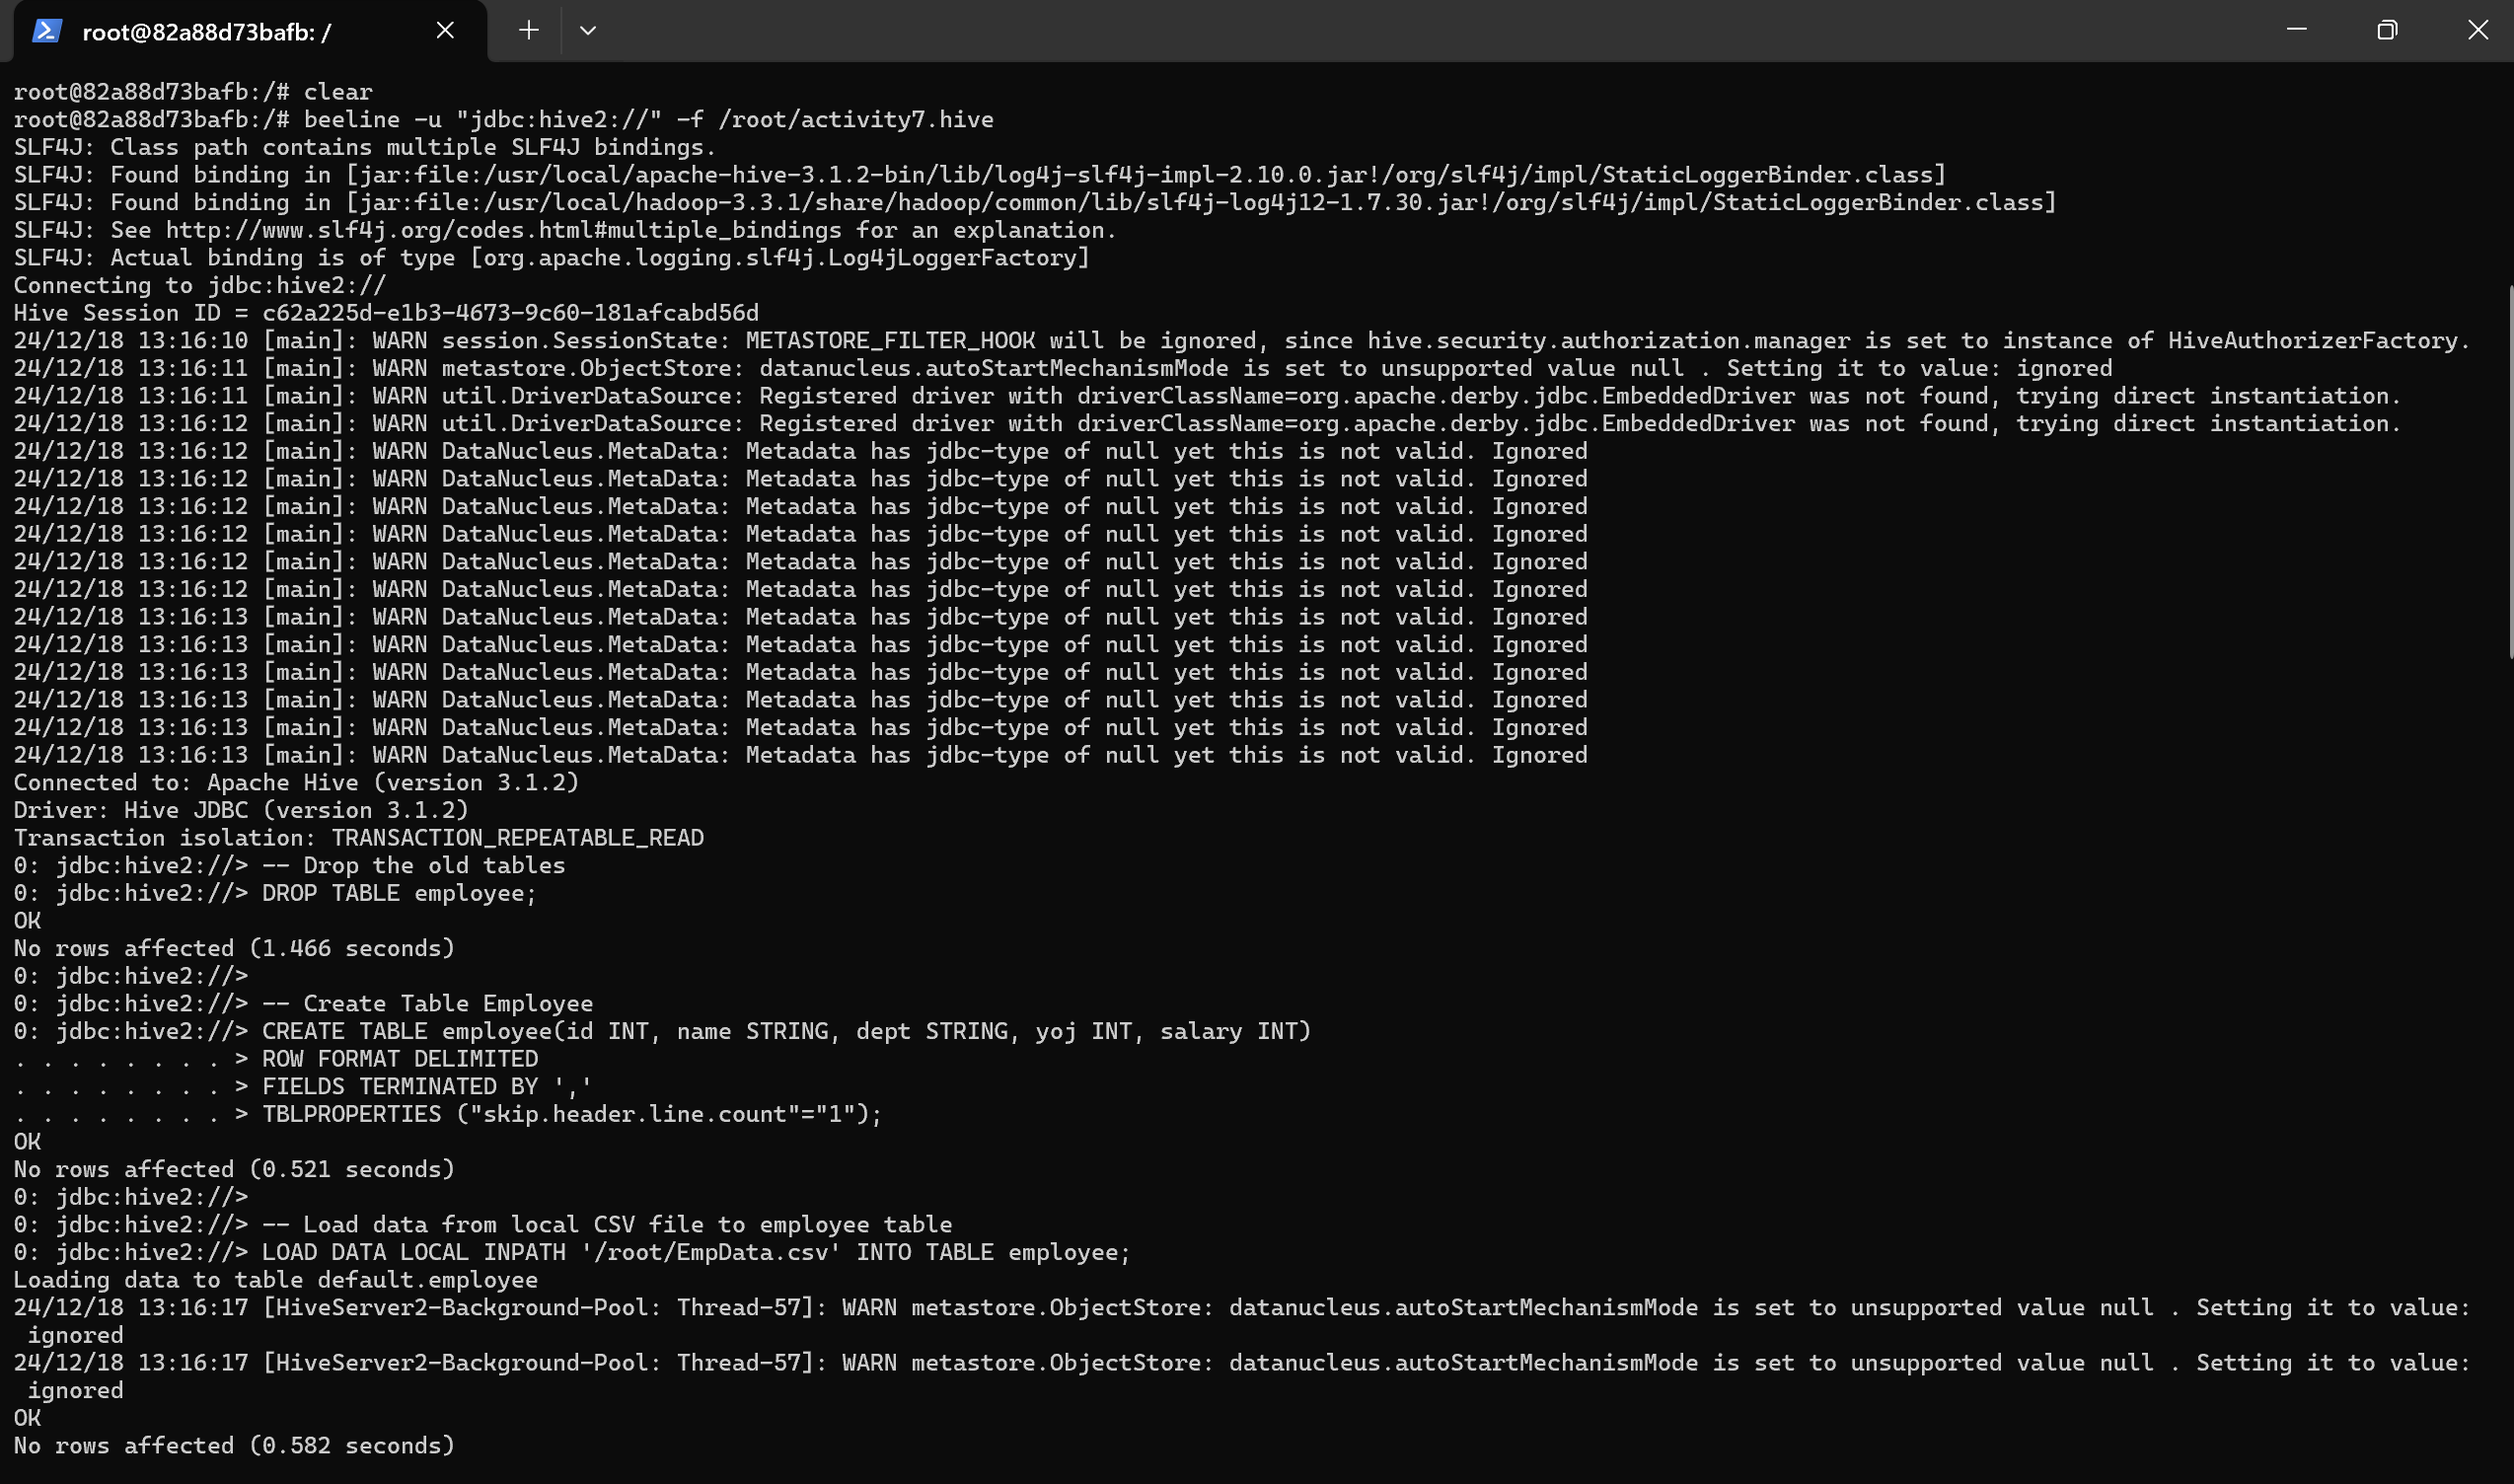 root@82a88d73bafb: /
root@82a88d73bafb:/# clear
root@82a88d73bafb:/# beeline -u "jdbc:hive2://" -f /root/activity7.hive
SLF4J: Class path contains multiple SLF4J bindings.
SLF4J: Found binding in [jar:file:/usr/local/apache-hive-3.1.2-bin/lib/log4j-slf4j-impl-2.10.0.jar!/org/slf4j/impl/StaticLoggerBinder.class]
SLF4J: Found binding in [jar:file:/usr/local/hadoop-3.3.1/share/hadoop/common/lib/slf4j-log4j12-1.7.30.jar!/org/slf4j/impl/StaticLoggerBinder.class]
SLF4J: See http://www.slf4j.org/codes.html#multiple_bindings for an explanation.
SLF4J: Actual binding is of type [org.apache.logging.slf4j.Log4jLoggerFactory]
Connecting to jdbc:hive2://
Hive Session ID = c62a225d-e1b3-4673-9c60-181afcabd56d
24/12/18 13:16:10 [main]: WARN session.SessionState: METASTORE_FILTER_HOOK will be ignored, since hive.security.authorization.manager is set to instance of HiveAuthorizerFactory.
24/12/18 13:16:11 [main]: WARN metastore.ObjectStore: datanucleus.autoStartMechanismMode is set to unsupported value null . Setting it to value: ignored
24/12/18 13:16:11 [main]: WARN util.DriverDataSource: Registered driver with driverClassName=org.apache.derby.jdbc.EmbeddedDriver was not found, trying direct instantiation.
24/12/18 13:16:12 [main]: WARN util.DriverDataSource: Registered driver with driverClassName=org.apache.derby.jdbc.EmbeddedDriver was not found, trying direct instantiation.
24/12/18 13:16:12 [main]: WARN DataNucleus.MetaData: Metadata has jdbc-type of null yet this is not valid. Ignored
24/12/18 13:16:12 [main]: WARN DataNucleus.MetaData: Metadata has jdbc-type of null yet this is not valid. Ignored
24/12/18 13:16:12 [main]: WARN DataNucleus.MetaData: Metadata has jdbc-type of null yet this is not valid. Ignored
24/12/18 13:16:12 [main]: WARN DataNucleus.MetaData: Metadata has jdbc-type of null yet this is not valid. Ignored
24/12/18 13:16:12 [main]: WARN DataNucleus.MetaData: Metadata has jdbc-type of null yet this is not valid. Ignored
24/12/18 13:16:12 [main]: WARN DataNucleus.MetaData: Metadata has jdbc-type of null yet this is not valid. Ignored
24/12/18 13:16:13 [main]: WARN DataNucleus.MetaData: Metadata has jdbc-type of null yet this is not valid. Ignored
24/12/18 13:16:13 [main]: WARN DataNucleus.MetaData: Metadata has jdbc-type of null yet this is not valid. Ignored
24/12/18 13:16:13 [main]: WARN DataNucleus.MetaData: Metadata has jdbc-type of null yet this is not valid. Ignored
24/12/18 13:16:13 [main]: WARN DataNucleus.MetaData: Metadata has jdbc-type of null yet this is not valid. Ignored
24/12/18 13:16:13 [main]: WARN DataNucleus.MetaData: Metadata has jdbc-type of null yet this is not valid. Ignored
24/12/18 13:16:13 [main]: WARN DataNucleus.MetaData: Metadata has jdbc-type of null yet this is not valid. Ignored
Connected to: Apache Hive (version 3.1.2)
Driver: Hive JDBC (version 3.1.2)
Transaction isolation: TRANSACTION_REPEATABLE_READ
0: jdbc:hive2://> -- Drop the old tables
0: jdbc:hive2://> DROP TABLE employee;
OK
No rows affected (1.466 seconds)
0: jdbc:hive2://>
0: jdbc:hive2://> -- Create Table Employee
0: jdbc:hive2://> CREATE TABLE employee(id INT, name STRING, dept STRING, yoj INT, salary INT)
. . . . . . . . > ROW FORMAT DELIMITED
. . . . . . . . > FIELDS TERMINATED BY ','
. . . . . . . . > TBLPROPERTIES ("skip.header.line.count"="1");
OK
No rows affected (0.521 seconds)
0: jdbc:hive2://>
0: jdbc:hive2://> -- Load data from local CSV file to employee table
0: jdbc:hive2://> LOAD DATA LOCAL INPATH '/root/EmpData.csv' INTO TABLE employee;
Loading data to table default.employee
24/12/18 13:16:17 [HiveServer2-Background-Pool: Thread-57]: WARN metastore.ObjectStore: datanucleus.autoStartMechanismMode is set to unsupported value null . Setting it to value:
 ignored
24/12/18 13:16:17 [HiveServer2-Background-Pool: Thread-57]: WARN metastore.ObjectStore: datanucleus.autoStartMechanismMode is set to unsupported value null . Setting it to value:
 ignored
OK
No rows affected (0.582 seconds)